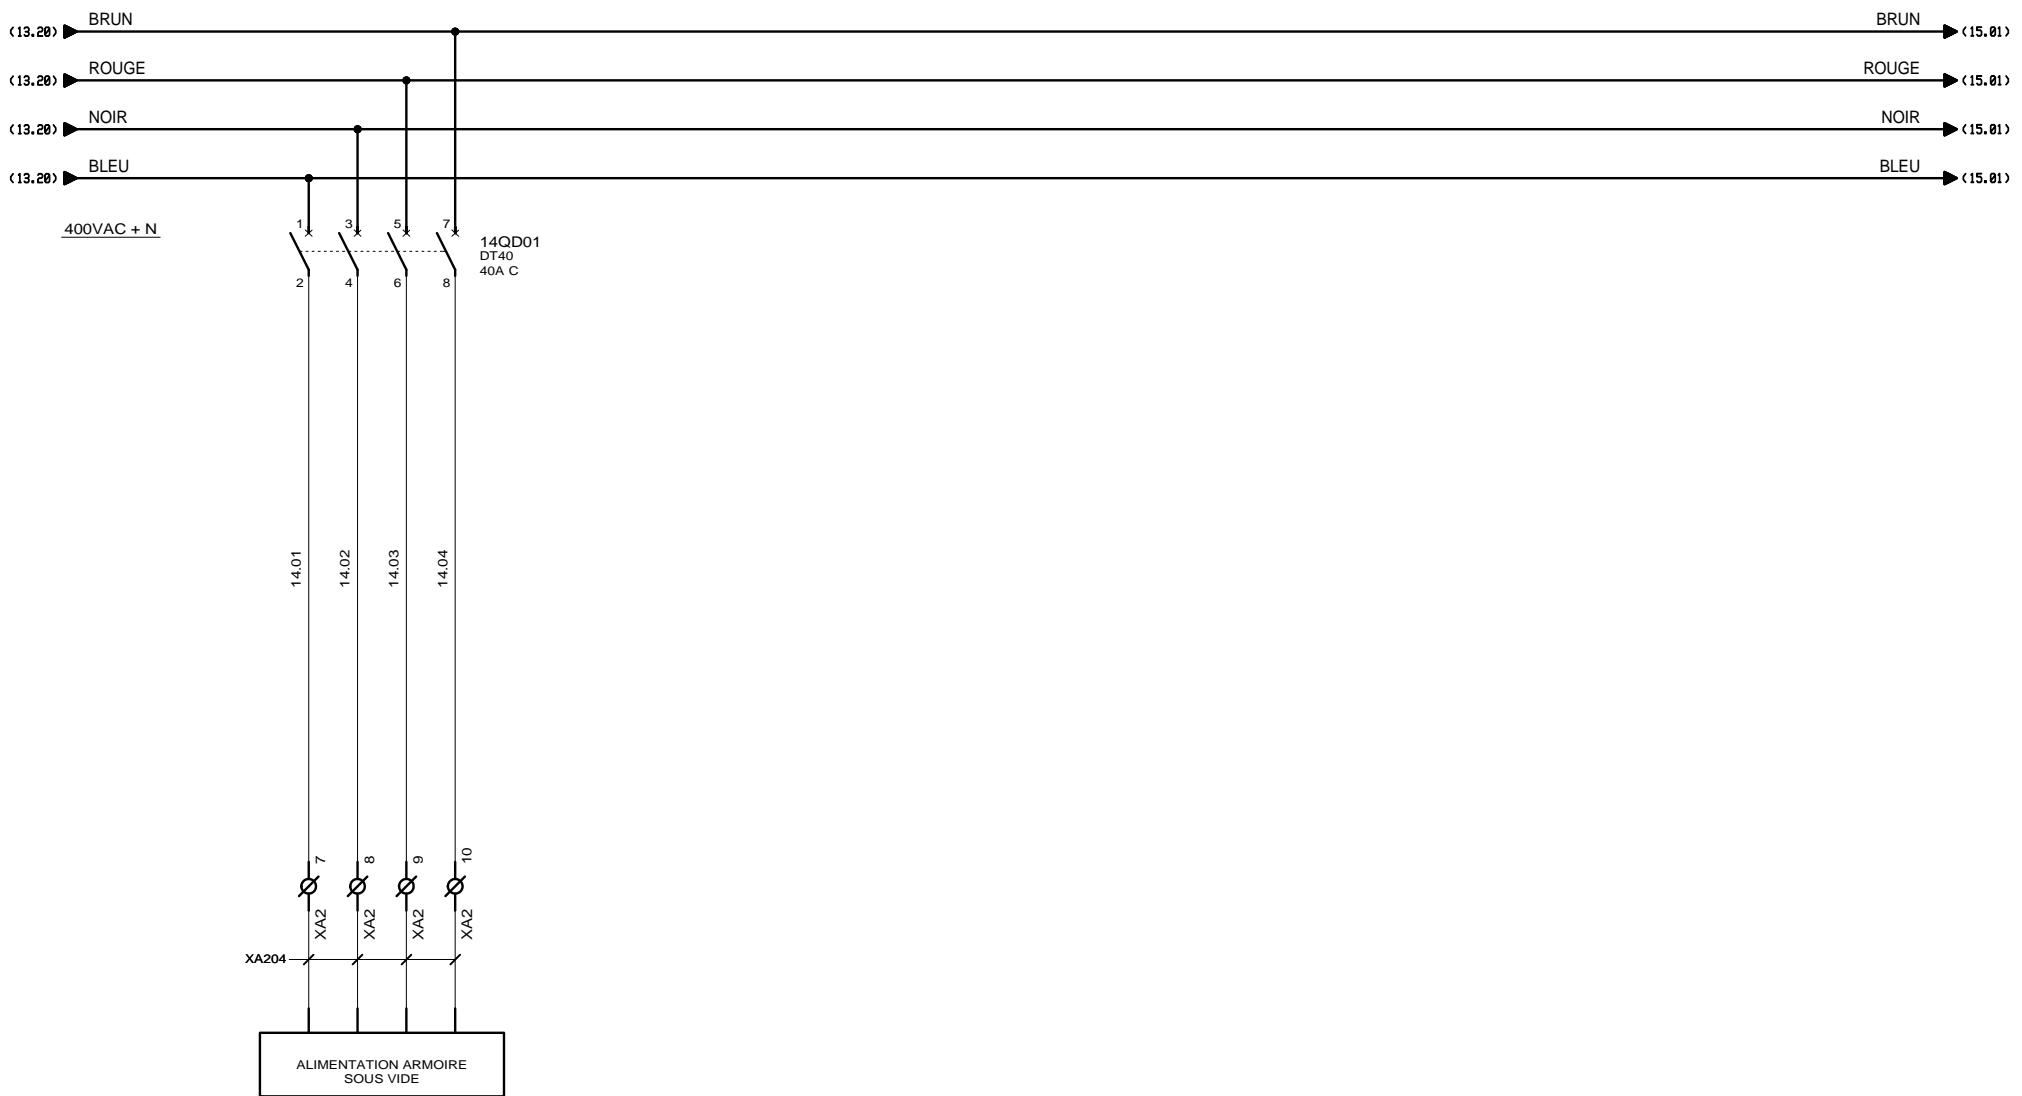 (13.20) BRUN BRUN (15.01)
(13.20) ROUGE ROUGE (15.01)
(13.20) NOIR NOIR (15.01)
(13.20) BLEU BLEU (15.01)
400VAC + N
1 3 5 7
14QD01
DT40
40A C
2 4 6 8
14.01 14.02 14.03 14.04
7 8 9 10
XA2 XA2 XA2 XA2
XA204
ALIMENTATION ARMOIRE
SOUS VIDE